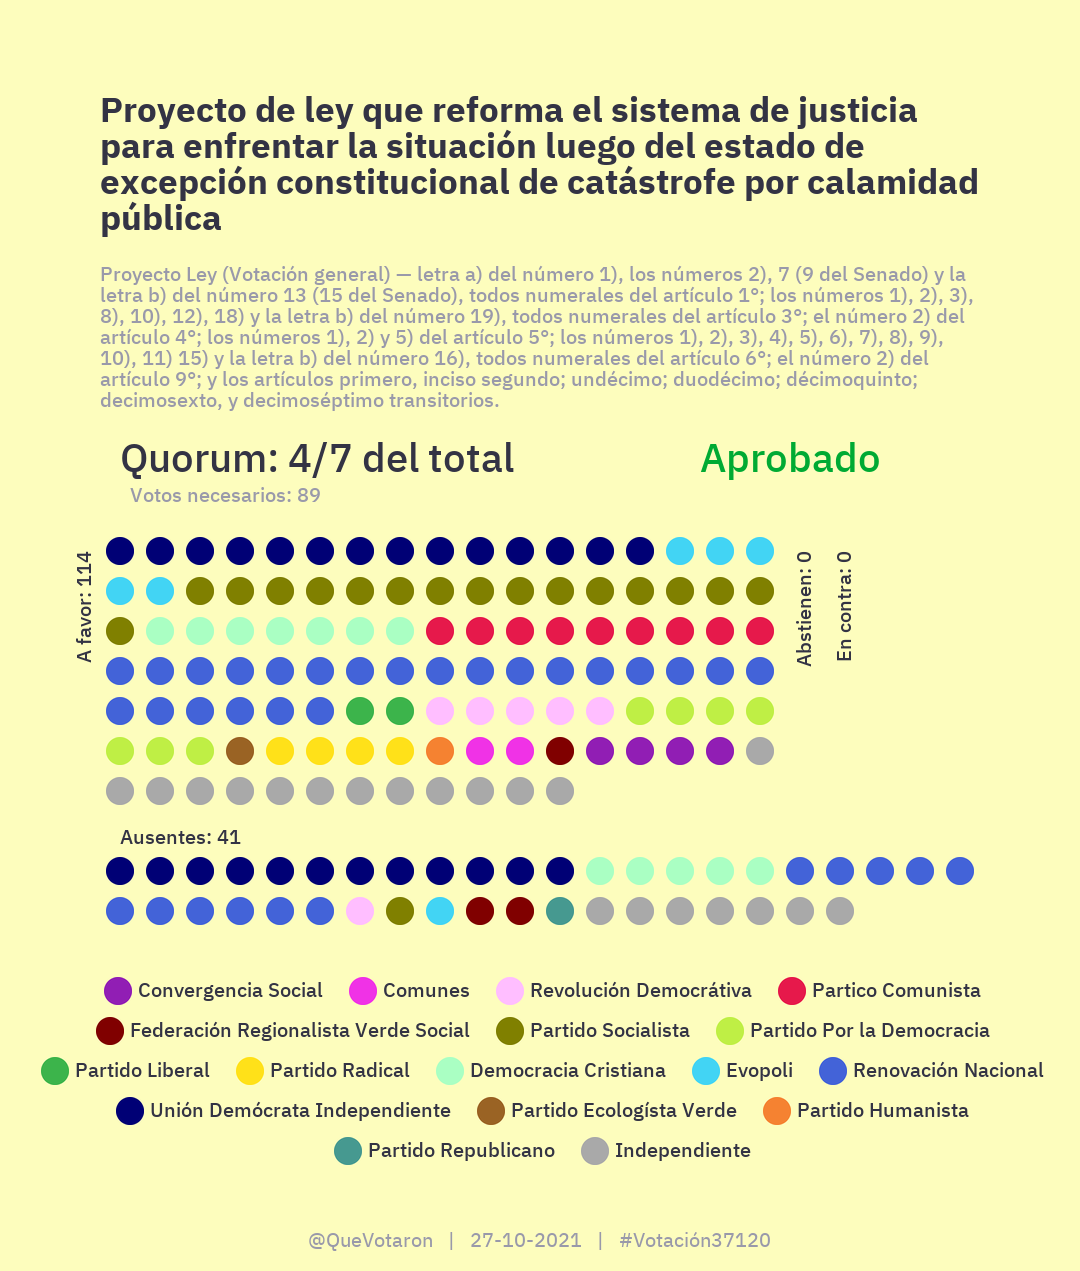 Proyecto de ley que reforma el sistema de justicia
para enfrentar la situación luego del estado de
excepción constitucional de catástrofe por calamidad
pública
Proyecto Ley (Votación general) — letra a) del número 1), los números 2), 7 (9 del Senado) y la
letra b) del número 13 (15 del Senado), todos numerales del artículo 1°; los números 1), 2), 3),
8), 10), 12), 18) y la letra b) del número 19), todos numerales del artículo 3°; el número 2) del
artículo 4°; los números 1), 2) y 5) del artículo 5°; los números 1), 2), 3), 4), 5), 6), 7), 8), 9),
10), 11) 15) y la letra b) del número 16), todos numerales del artículo 6°; el número 2) del
artículo 9°; y los artículos primero, inciso segundo; undécimo; duodécimo; décimoquinto;
decimosexto, y decimoséptimo transitorios.
Quorum: 4/7 del total
Aprobado
Votos necesarios: 89
A favor: 114
Abstienen: 0
En contra: 0
Ausentes: 41
Convergencia Social Comunes Revolución Democrátiva Partico Comunista
Federación Regionalista Verde Social Partido Socialista Partido Por la Democracia
Partido Liberal Partido Radical Democracia Cristiana Evopoli Renovación Nacional
Unión Demócrata Independiente Partido Ecologísta Verde Partido Humanista
Partido Republicano Independiente
@QueVotaron | 27-10-2021 | #Votación37120